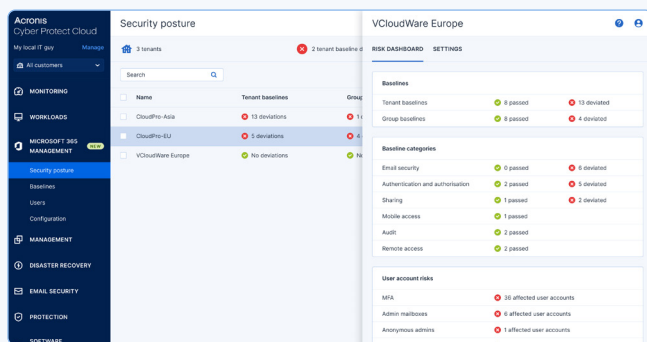 Acronis
Cyber Protect Cloud
My local IT guy Manage
All customers
MONITORING
WORKLOADS
MICROSOFT 365
MANAGEMENT NEW
Security posture
Baselines
Users
Configuration
MANAGEMENT
DISASTER RECOVERY
EMAIL SECURITY
PROTECTION
SOFTWARE
Security posture
3 tenants 2 tenant baseline d
Search
Name Tenant baselines Group
CloudPro-Asia 13 deviations 1
CloudPro-EU 5 deviations 4
VCloudWare Europe No deviations No
VCloudWare Europe
RISK DASHBOARD SETTINGS
Baselines
Tenant baselines 8 passed 13 deviated
Group baselines 8 passed 4 deviated
Baseline categories
Email security 0 passed 6 deviated
Authentication and authorisation 2 passed 5 deviated
Sharing 1 passed 2 deviated
Mobile access 1 passed
Audit 2 passed
Remote access 2 passed
User account risks
MFA 36 affected user accounts
Admin mailboxes 6 affected user accounts
Anonymous admins 1 affected user accounts